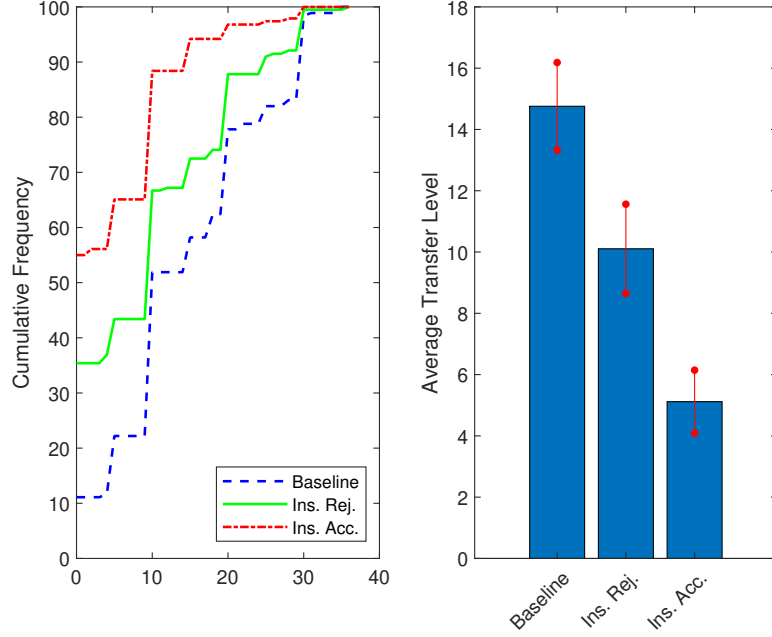 Cumulative Frequency
100
90
80
70
60
50
40
30
20
10
0
0 10 20 30 40
Baseline
Ins. Rej.
Ins. Acc.
Average Transfer Level
18
16
14
12
10
8
6
4
2
0
Baseline
Ins. Rej.
Ins. Acc.